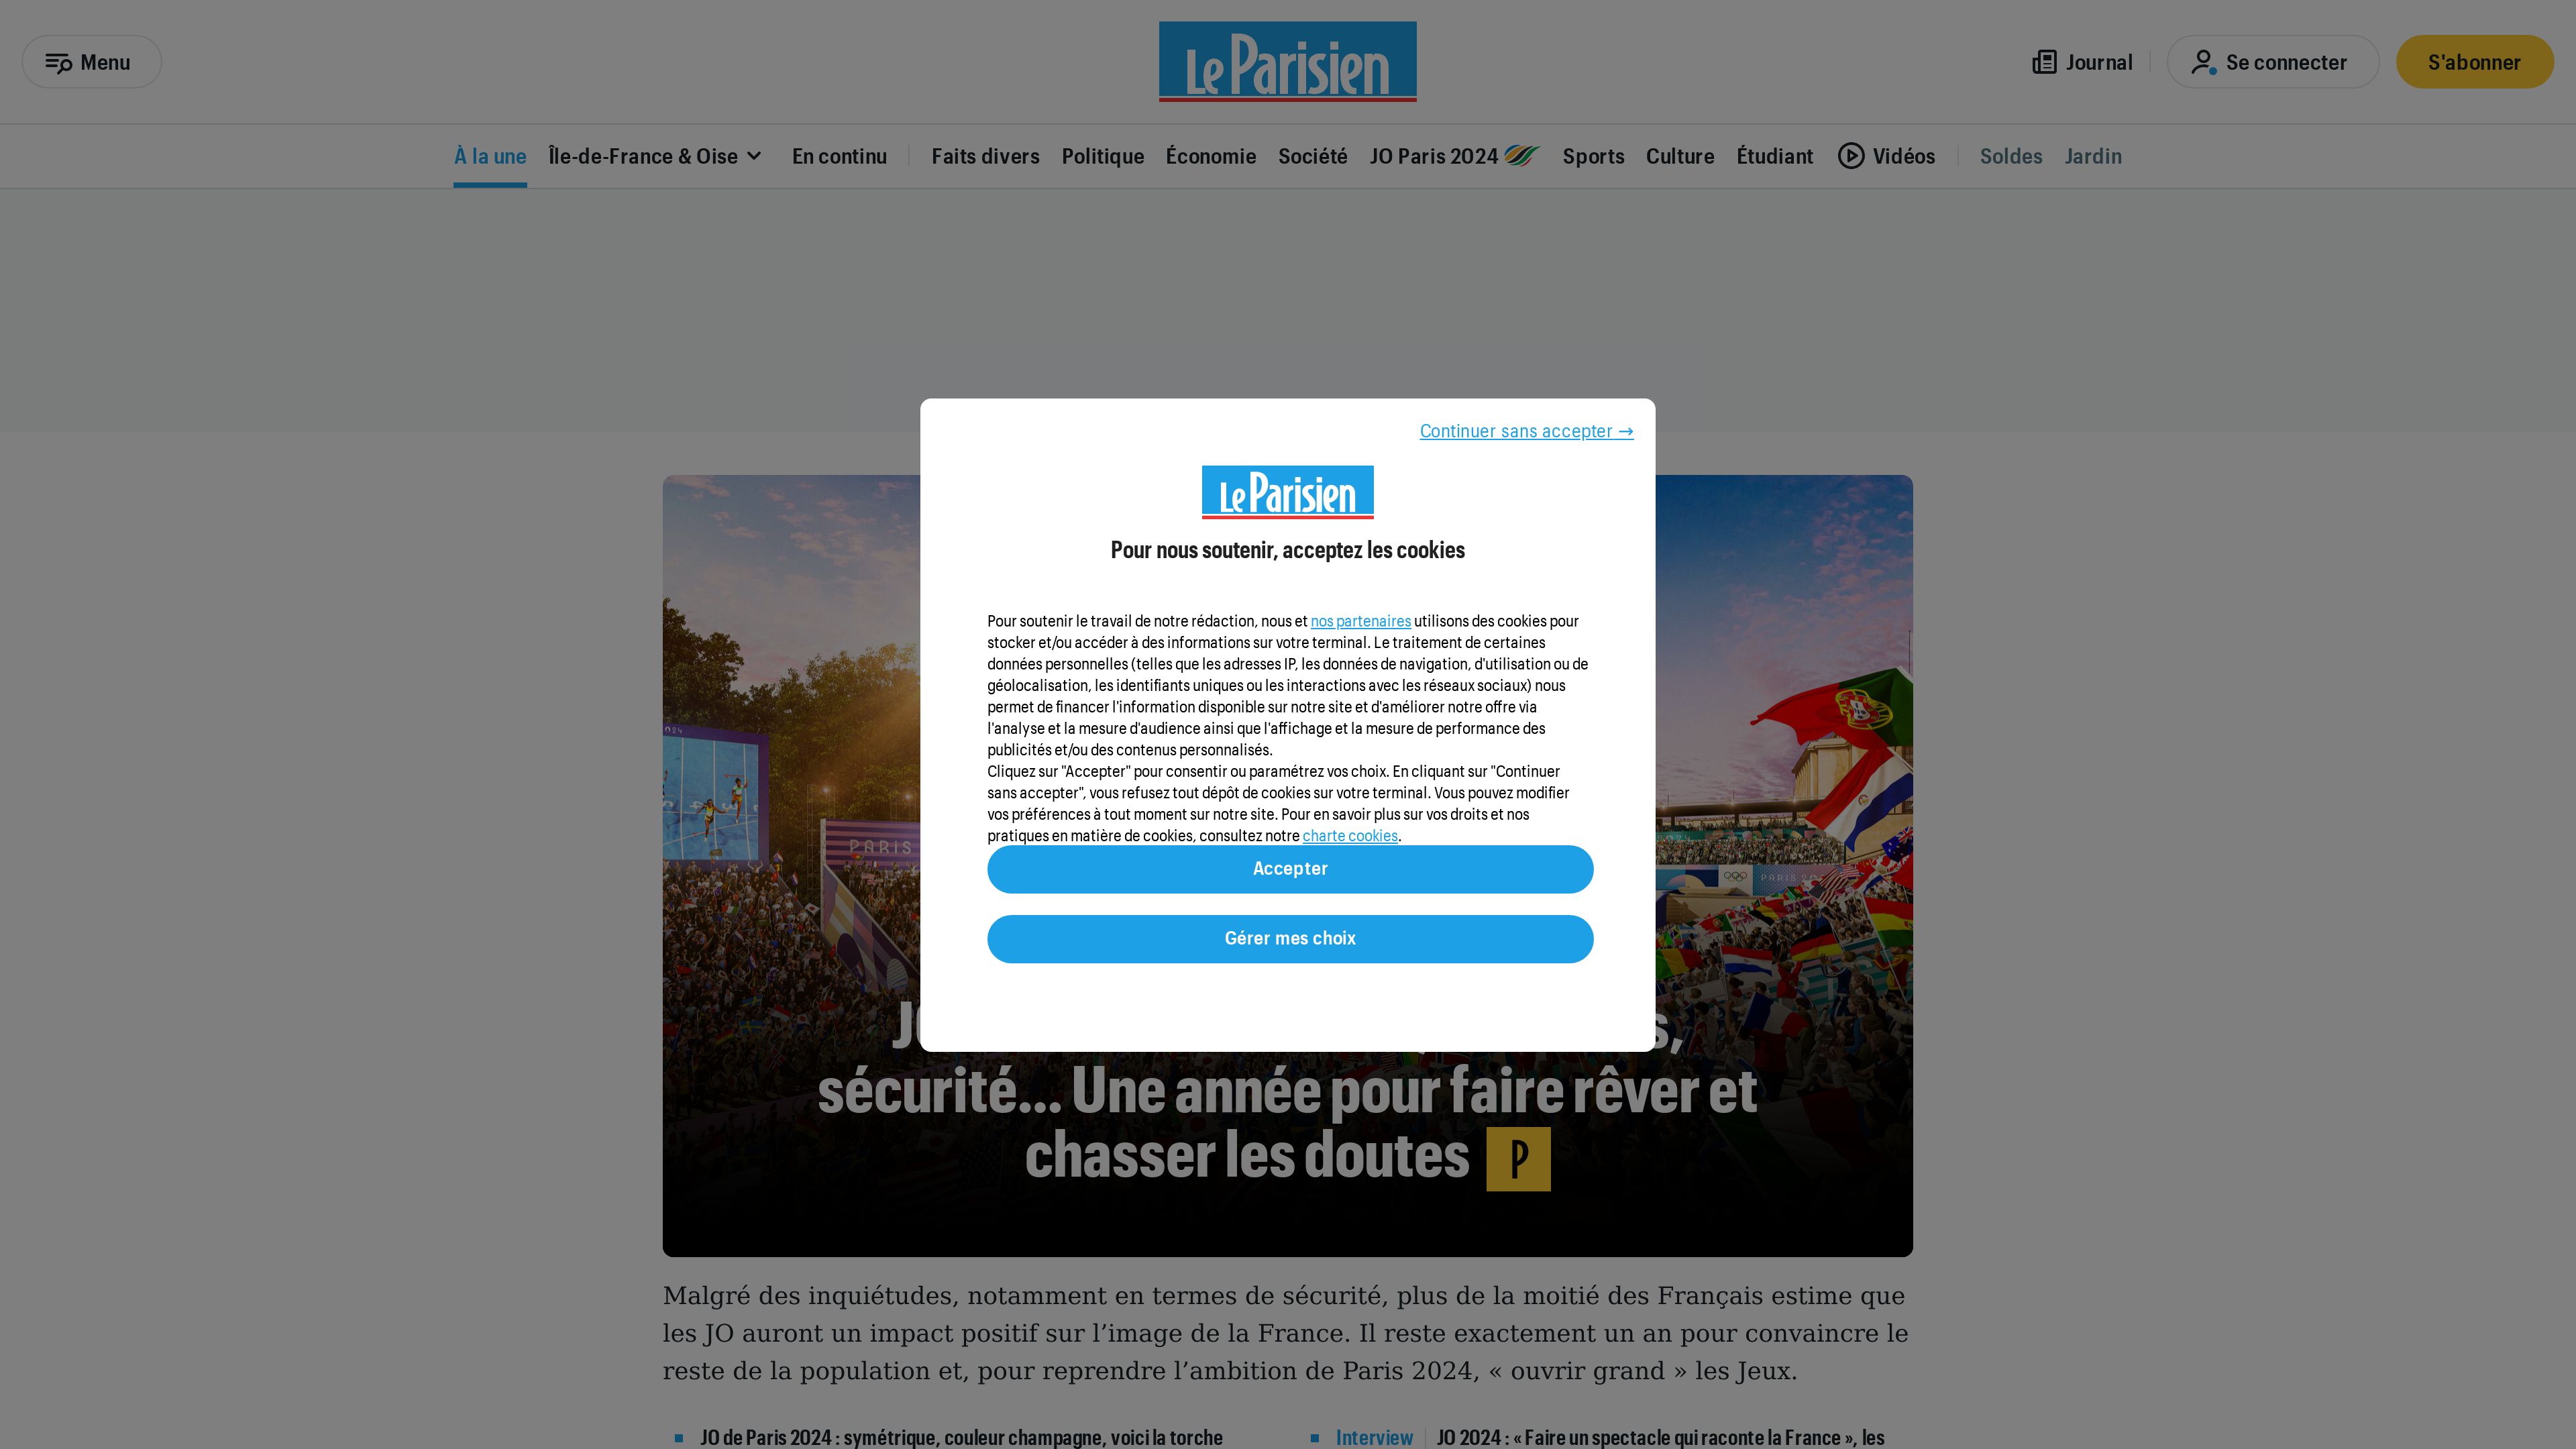 Menu
Le Parisien
Journal
Se connecter
S'abonner
À la une
Île-de-France & Oise
En continu
Faits divers
Politique
Économie
Société
JO Paris 2024
Sports
Culture
Étudiant
Vidéos
Soldes
Jardin
Continuer sans accepter →
Le Parisien
Pour nous soutenir, acceptez les cookies
Pour soutenir le travail de notre rédaction, nous et nos partenaires utilisons des cookies pour
stocker et/ou accéder à des informations sur votre terminal. Le traitement de certaines
données personnelles (telles que les adresses IP, les données de navigation, d'utilisation ou de
géolocalisation, les identifiants uniques ou les interactions avec les réseaux sociaux) nous
permet de financer l'information disponible sur notre site et d'améliorer notre offre via
l'analyse et la mesure d'audience ainsi que l'affichage et la mesure de performance des
publicités et/ou des contenus personnalisés.
Cliquez sur "Accepter" pour consentir ou paramétrez vos choix. En cliquant sur "Continuer
sans accepter", vous refusez tout dépôt de cookies sur votre terminal. Vous pouvez modifier
vos préférences à tout moment sur notre site. Pour en savoir plus sur vos droits et nos
pratiques en matière de cookies, consultez notre charte cookies.
Accepter
Gérer mes choix
PARIS
PARIS
sécurité... Une année pour faire rêver et
chasser les doutes P
Malgré des inquiétudes, notamment en termes de sécurité, plus de la moitié des Français estime que
les JO auront un impact positif sur l’image de la France. Il reste exactement un an pour convaincre le
reste de la population et, pour reprendre l’ambition de Paris 2024, « ouvrir grand » les Jeux.
JO de Paris 2024 : symétrique, couleur champagne, voici la torche
Interview JO 2024 : « Faire un spectacle qui raconte la France », les